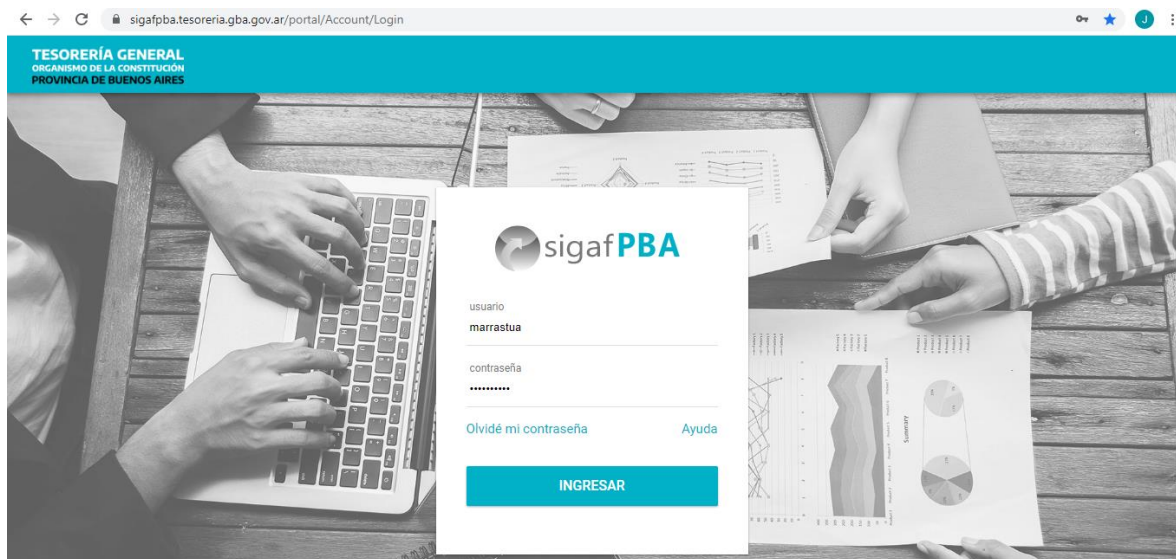 sigafpba.tesoreria.gba.gov.ar/portal/Account/Login
J
TESORERÍA GENERAL
ORGANISMO DE LA CONSTITUCIÓN
PROVINCIA DE BUENOS AIRES
sigafPBA
usuario
marrastua
contraseña
••••••••••
Olvidé mi contraseña
Ayuda
INGRESAR
Summary